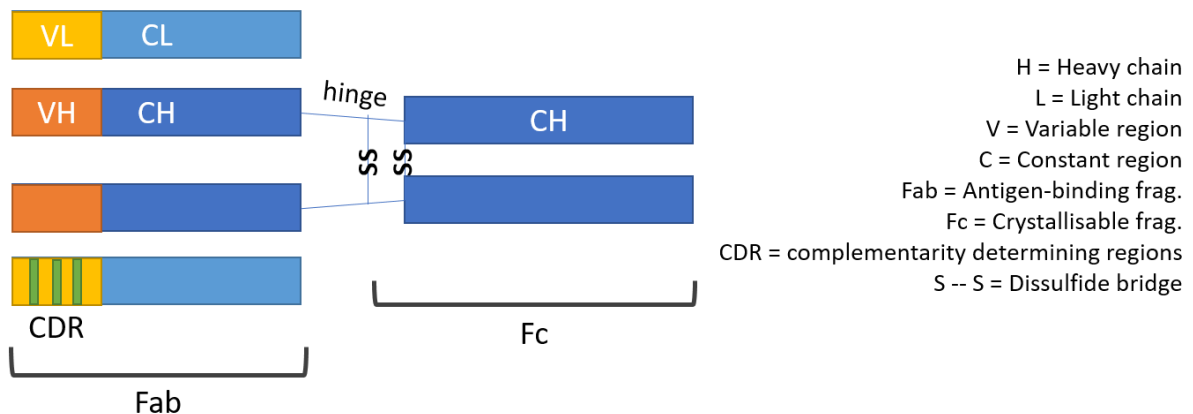 VL CL
hinge
VH CH
CH
SS SS
CDR
Fab
Fc
H = Heavy chain
L = Light chain
V = Variable region
C = Constant region
Fab = Antigen-binding frag.
Fc = Crystallisable frag.
CDR = complementarity determining regions
S -- S = Dissulfide bridge